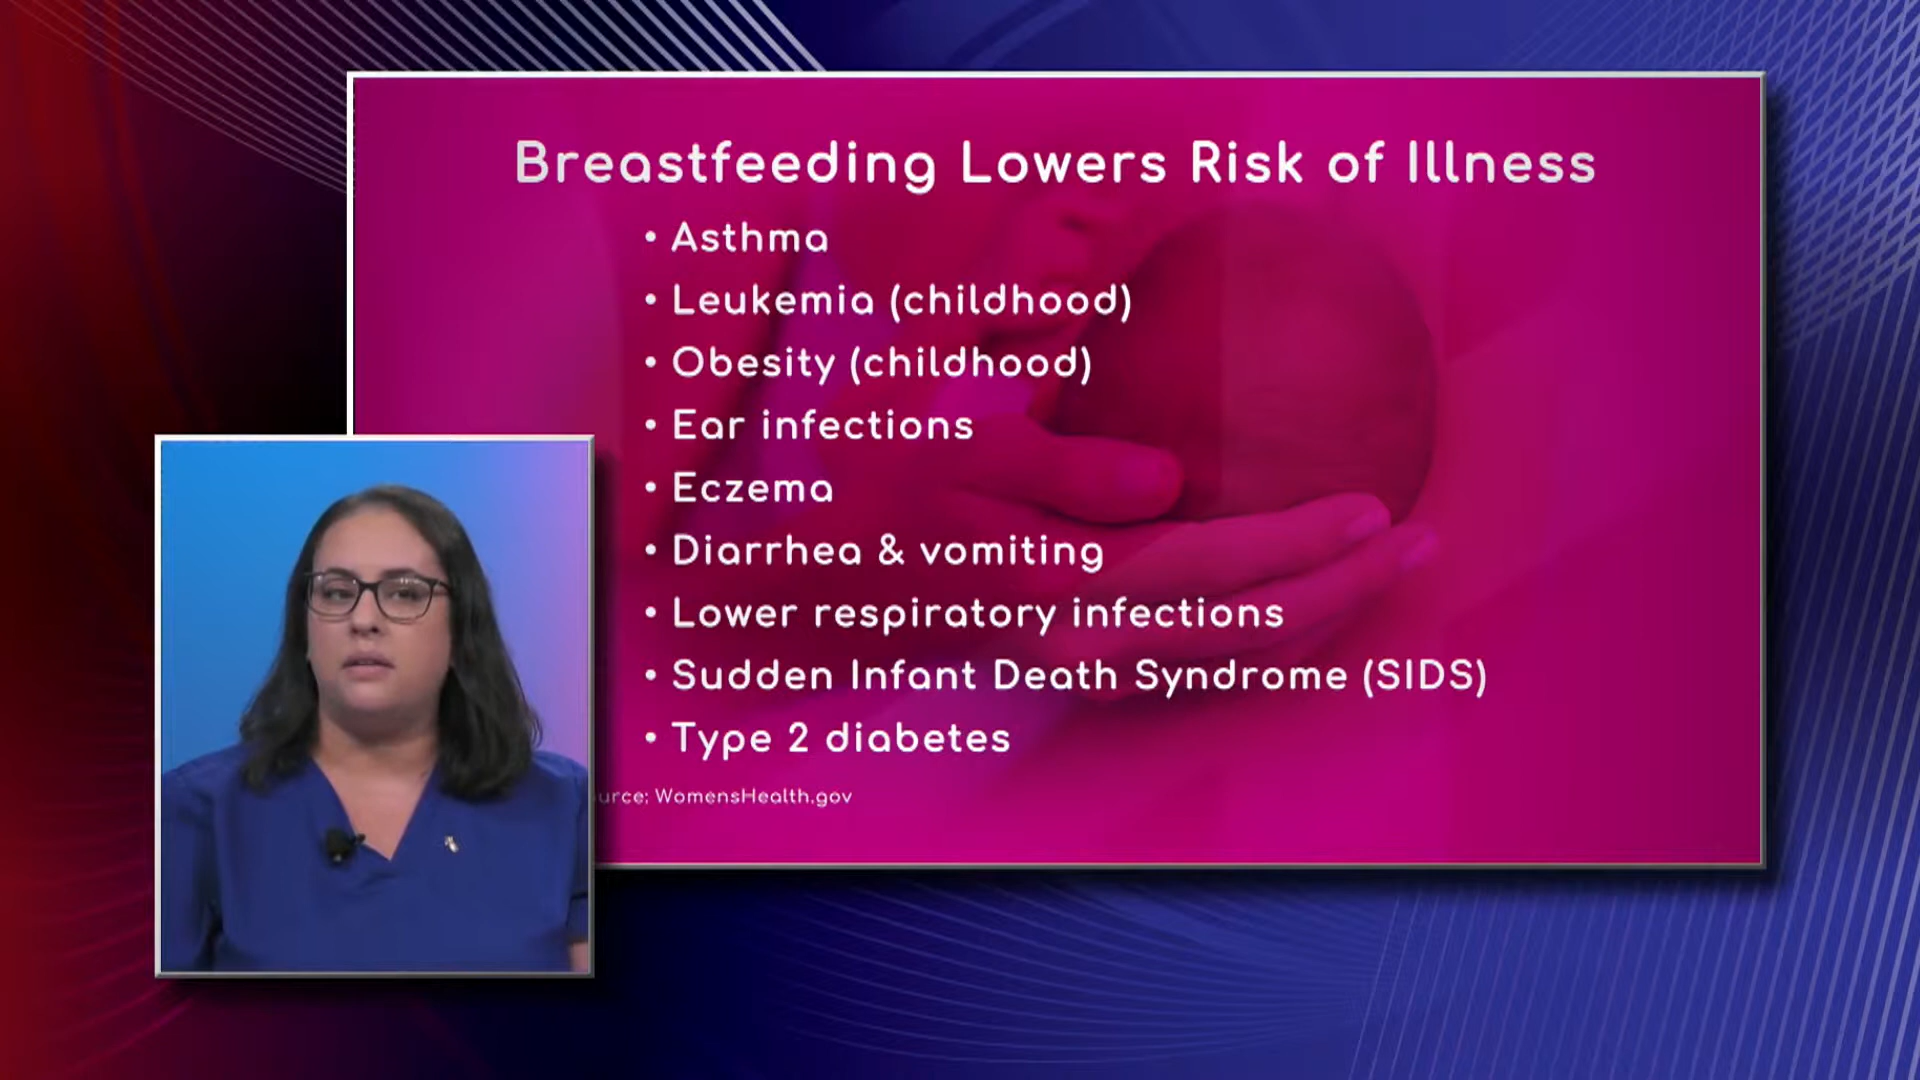 Breastfeeding Lowers Risk of Illness
• Asthma
• Leukemia (childhood)
• Obesity (childhood)
• Ear infections
• Eczema
• Diarrhea & vomiting
• Lower respiratory infections
• Sudden Infant Death Syndrome (SIDS)
• Type 2 diabetes
urce: WomensHealth.gov